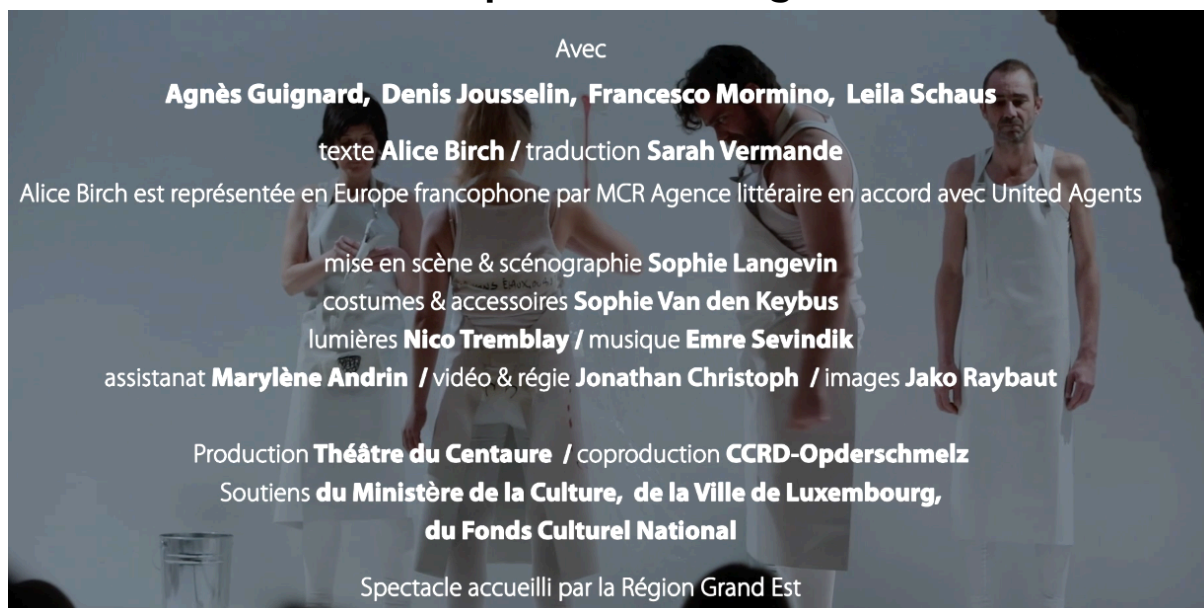 Avec
Agnès Guignard, Denis Jousselin, Francesco Mormino, Leila Schaus
texte Alice Birch / traduction Sarah Vermande
Alice Birch est représentée en Europe francophone par MCR Agence littéraire en accord avec United Agents
mise en scène & scénographie Sophie Langevin
costumes & accessoires Sophie Van den Keybus
lumières Nico Tremblay / musique Emre Sevindik
assistanat Marylène Andrin / vidéo & régie Jonathan Christoph / images Jako Raybaut
Production Théâtre du Centaure / coproduction CCRD-Opderschmelz
Soutiens du Ministère de la Culture, de la Ville de Luxembourg,
du Fonds Culturel National
Spectacle accueilli par la Région Grand Est